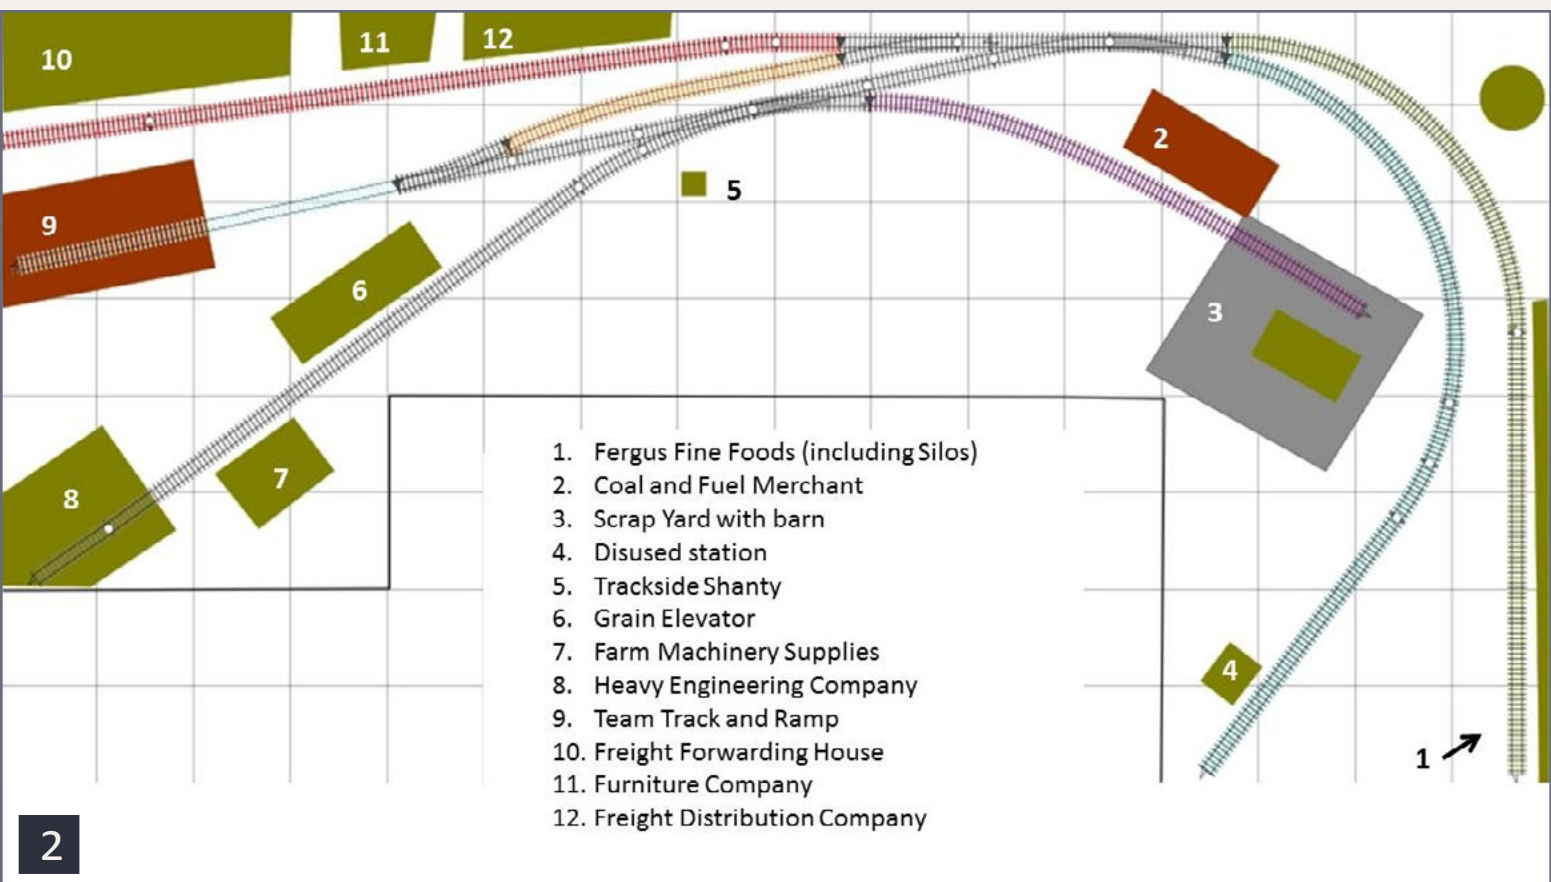 10
11
12
2
9
5
6
3
8
7
1. Fergus Fine Foods (including Silos)
2. Coal and Fuel Merchant
3. Scrap Yard with barn
4. Disused station
5. Trackside Shanty
6. Grain Elevator
7. Farm Machinery Supplies
8. Heavy Engineering Company
9. Team Track and Ramp
10. Freight Forwarding House
11. Furniture Company
12. Freight Distribution Company
4
1
2